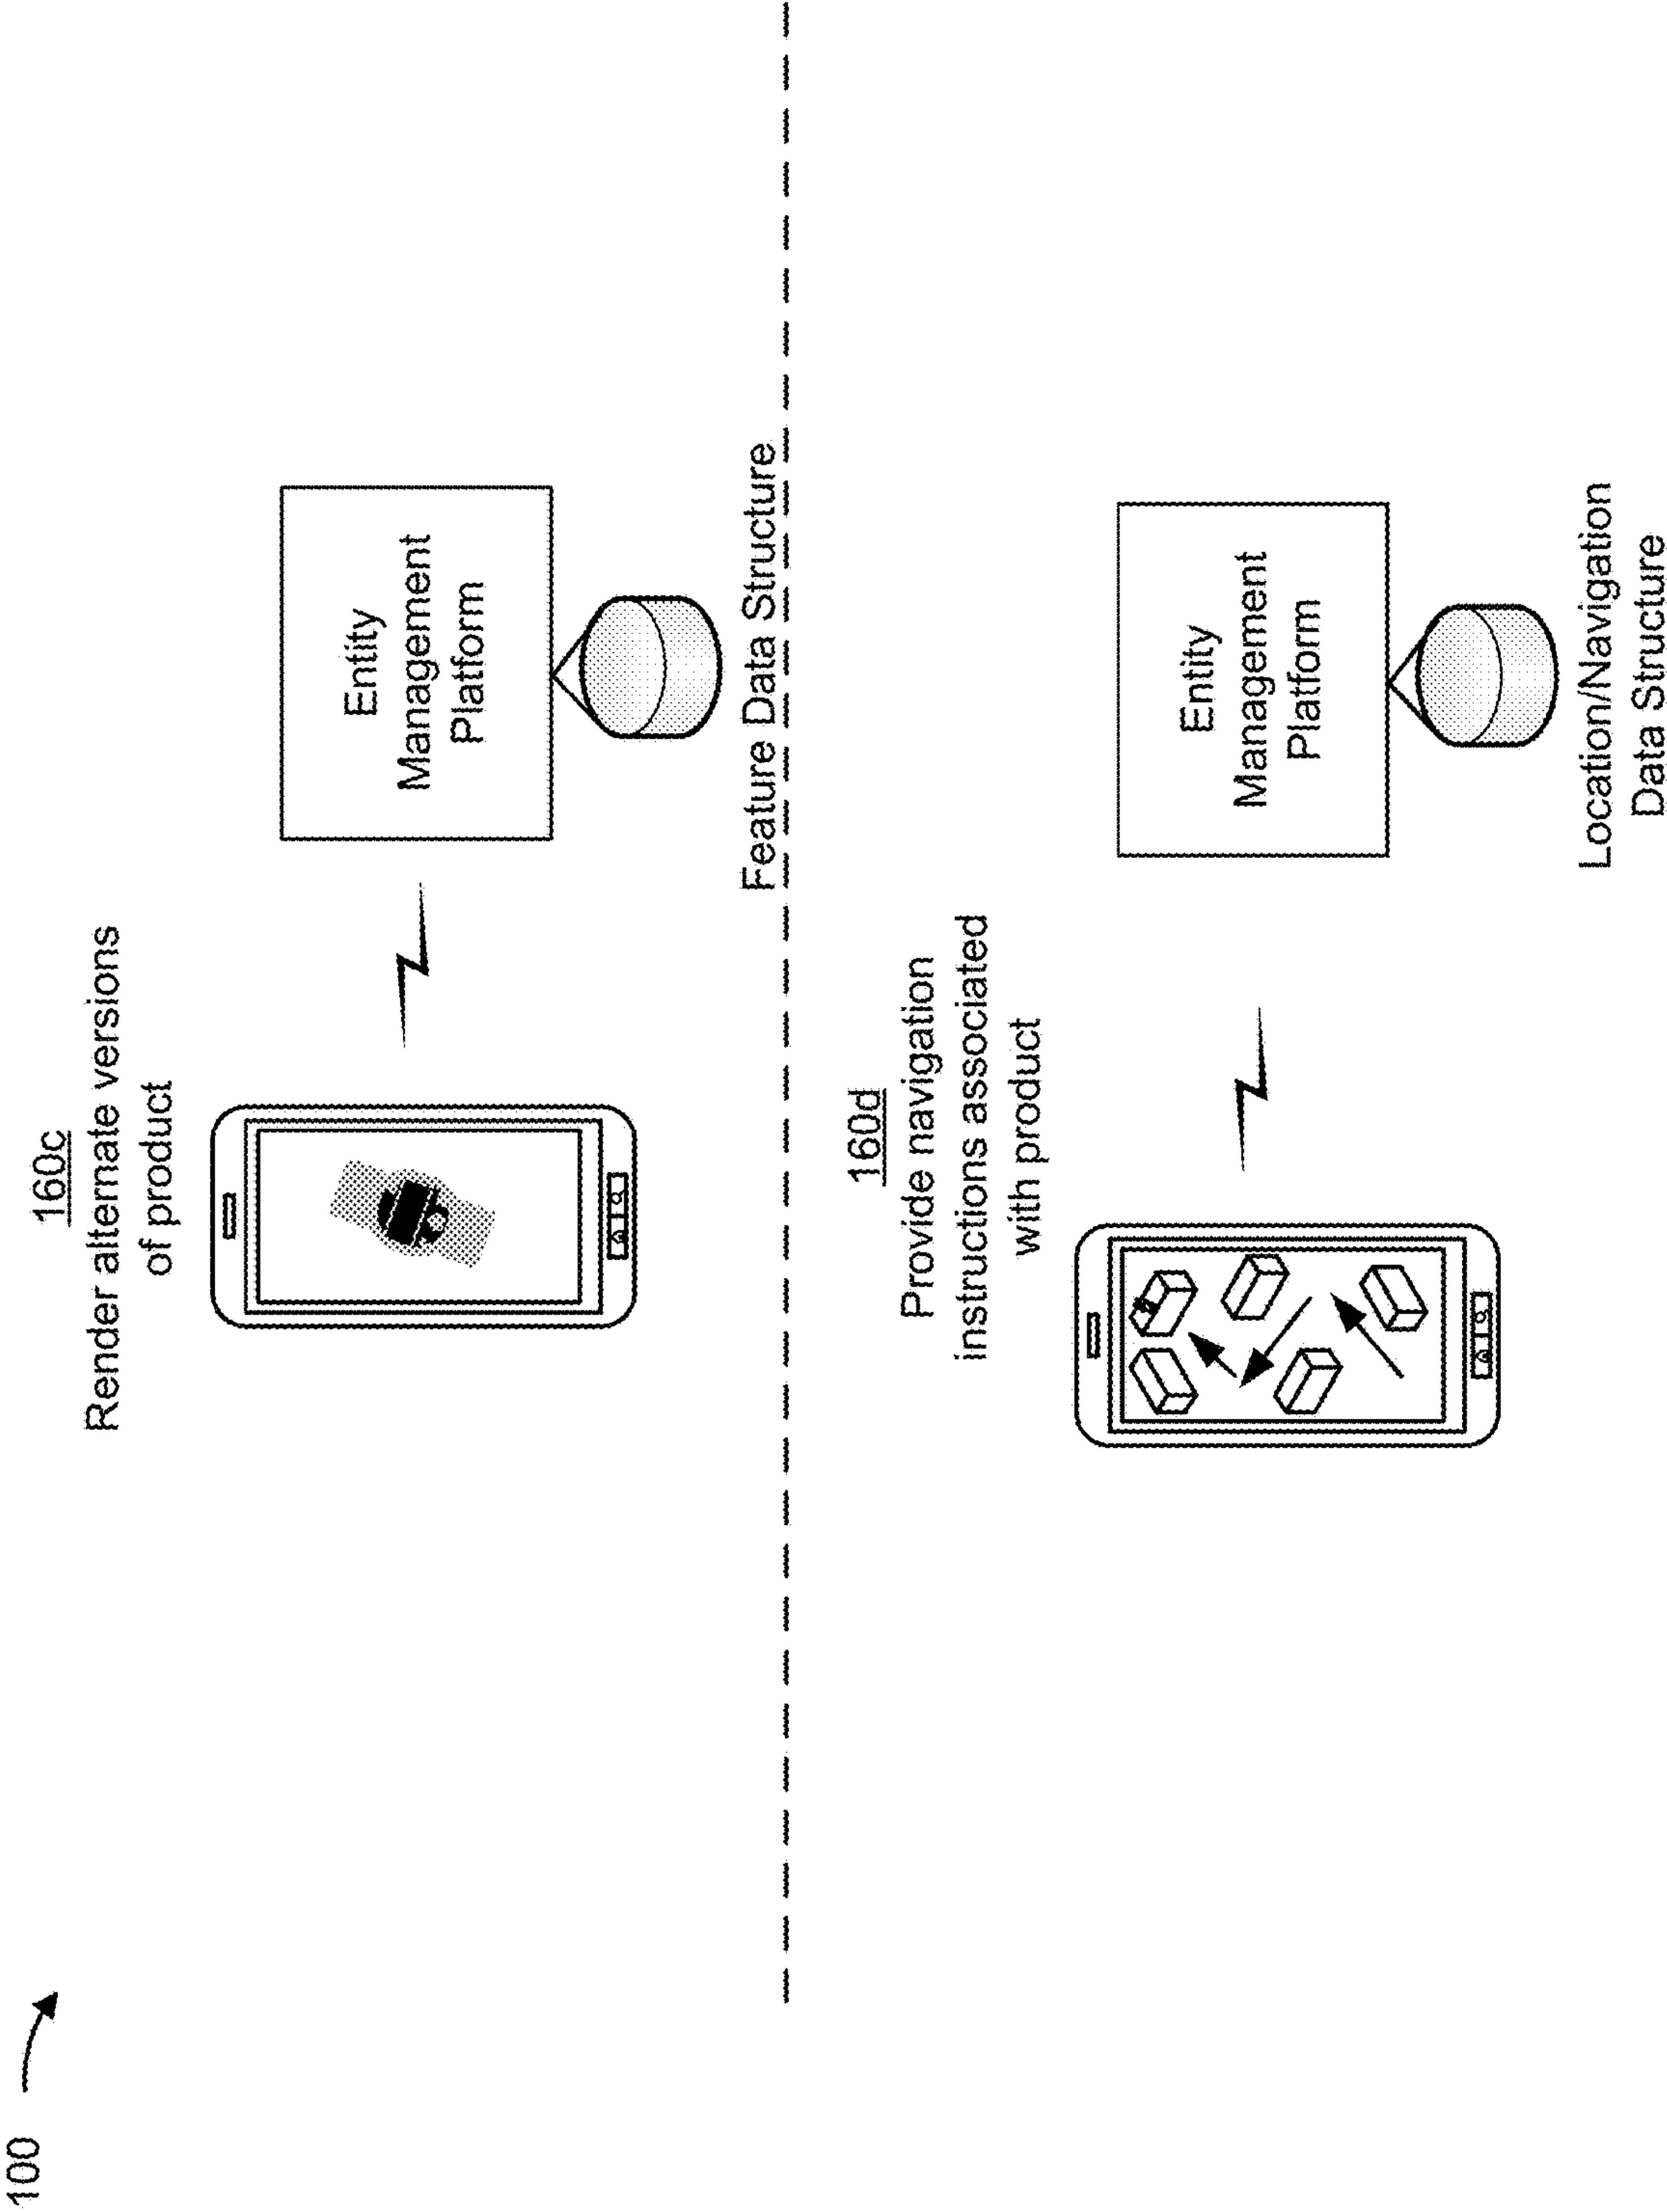 100
160c
Render alternate versions
of product
Entity
Management
Platform
Feature Data Structure
160d
Provide navigation
instructions associated
with product
Entity
Management
Platform
Location/Navigation
Data Structure